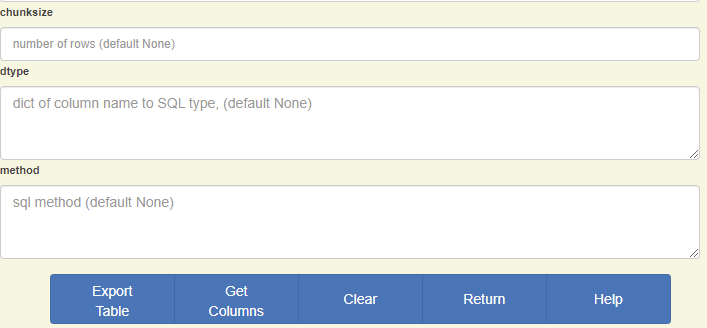 chunksize
number of rows (default None)
dtype
dict of column name to SQL type, (default None)
method
sql method (default None)
Export Table
Get Columns
Clear
Return
Help